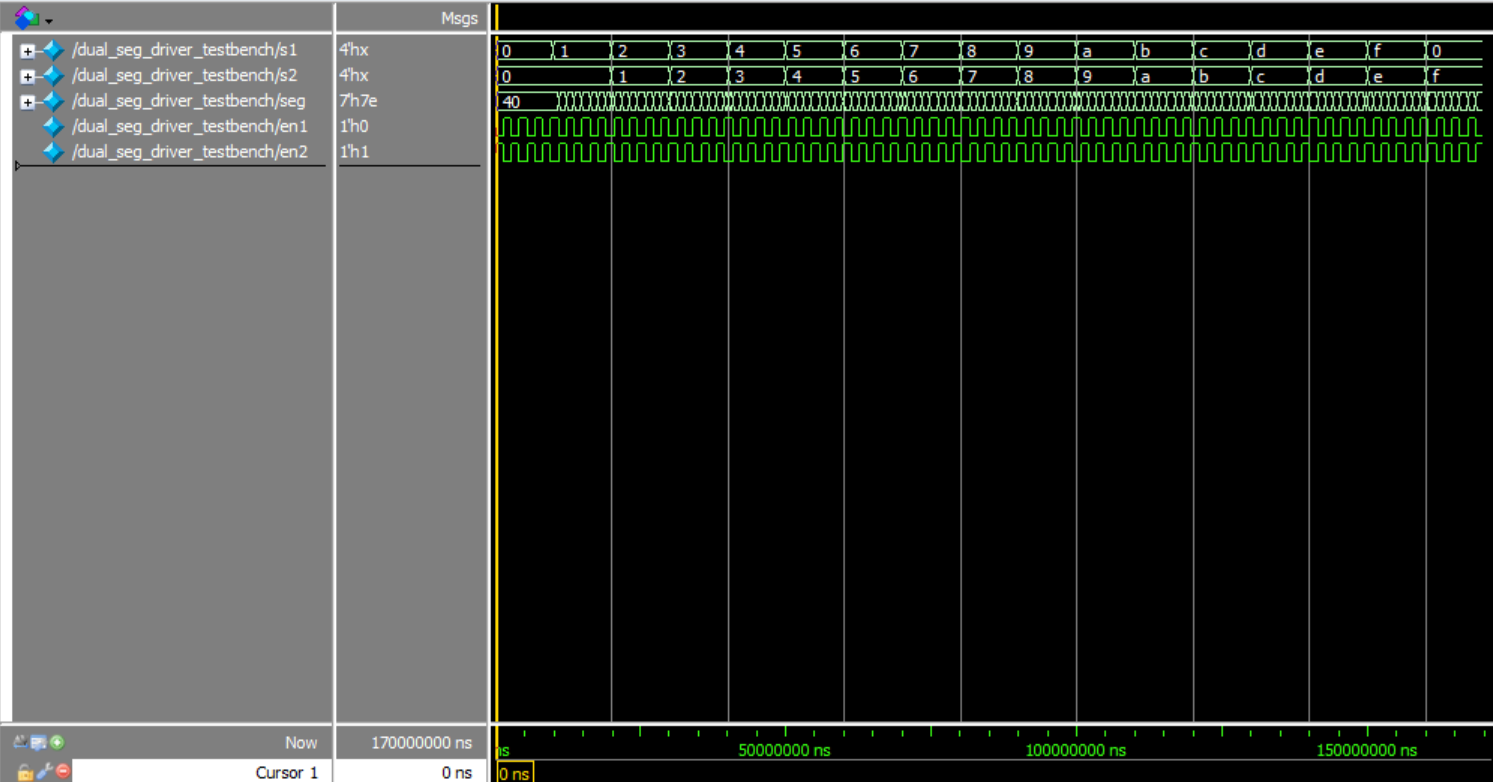 Msgs
/dual_seg_driver_testbench/s1 4'hx 0 1 2 3 4 5 6 7 8 9 a b c d e f 0
/dual_seg_driver_testbench/s2 4'hx 0 1 2 3 4 5 6 7 8 9 a b c d e f
/dual_seg_driver_testbench/seg 7'h7e 40
/dual_seg_driver_testbench/en1 1'h0
/dual_seg_driver_testbench/en2 1'h1
Now 170000000 ns ns 50000000 ns 100000000 ns 150000000 ns
Cursor 1 0 ns 0 ns